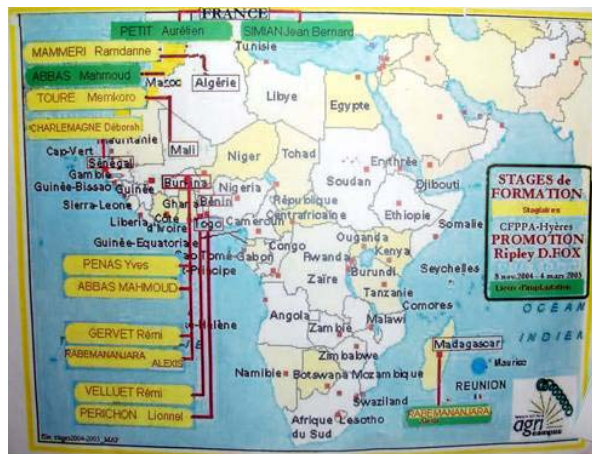 FRANCE
PETIT Aurélien
SIMIAN Jean Bernard
MAMMERI Ramdanne
Tunisie
ABBAS Mahmoud
Maroc
Algérie
TOURE Memkoro
Libye
Egypte
CHARLEMAGNE Déborah
Mali
Cap-Vert
Sénégal
Niger
Tchad
Erythrée
Gambie
Guinée-Bissao
Guinée
Burkina
Nigeria
Soudan
Djibouti
Sierra-Leone
Ghana
Bénin
République
Centrafricaine
Ethiopie
Somalie
Liberia
Côte
d'Ivoire
Togo
Cameroun
Guinée-Equatoriale
Congo
Ouganda
Kenya
Gabon
Rwanda
Burundi
Seychelles
Zaïre
Tanzanie
Comores
Angola
Zambie
Malawi
Zimbabwe
Madagascar
Maurice
Namibie
Botswana
Mozambique
REUNION
Swaziland
Afrique
du Sud
Lesotho
PENAS Yves
ABBAS MAHMOUD
GERVET Rémi
RABEMANANJARA
ALEXIS
VELLUET Rémi
PERICHON Lionnel
RABEMANANJARA
STAGES de
FORMATION
Stagiaires
CFPPA-Hyères
PROMOTION
Ripley D.FOX
8 nov.2004 - 4 mars 2005
Lieux d'implantation
OCEAN
INDIEN
agri
campus